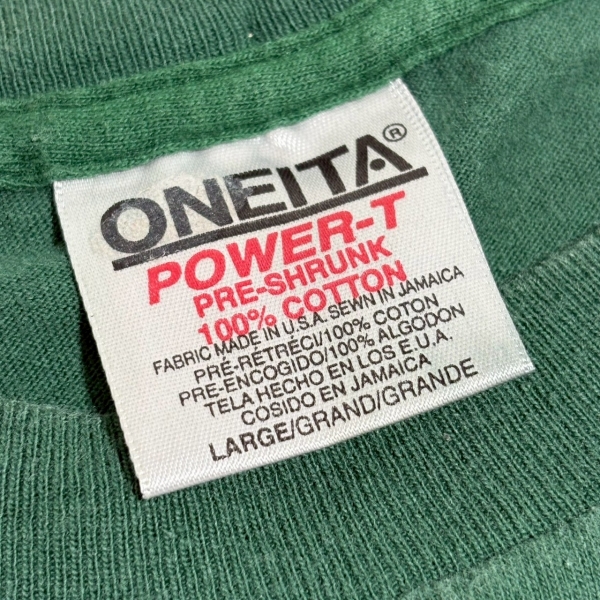 ONEITA®
POWER-T
PRE-SHRUNK
100% COTTON
FABRIC MADE IN U.S.A. SEWN IN JAMAICA
PRE-RÉTRÉCI/100% COTON
PRE-ENCOGIDO/100% ALGODON
TELA HECHO EN LOS E.U.A.
COSIDO EN JAMAICA
LARGE/GRAND/GRANDE